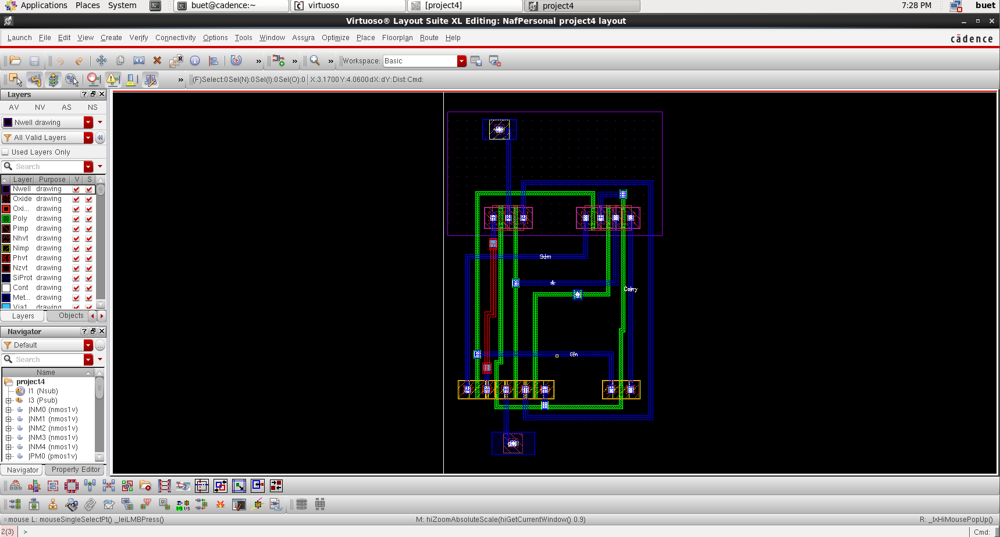 Applications Places System buet@cadence:~ virtuoso [project4] project4 7:28 PM buet
Virtuoso® Layout Suite XL Editing: NafPersonal project4 layout
Launch File Edit View Create Verify Connectivity Options Tools Window Assura Optimize Place Floorplan Route Help cādence
Workspace: Basic
(F)Select:0 Sel(N):0 Sel(I):0 Sel(O):0 X:3.1700 Y:4.0600 dX: dY: Dist: Cmd:
Layers
AV NV AS NS
Nwell drawing
All Valid Layers
Used Layers Only
Search
Layer Purpose V S
Nwell drawing
Oxide drawing
Oxi... drawing
Poly drawing
Pimp drawing
Nhvt drawing
Nimp drawing
Phvt drawing
Nzvt drawing
SiProt drawing
Cont drawing
Met... drawing
Via1 drawing
Layers Objects
Navigator
Default
Search
Name
project4
I1 (Nsub)
I3 (Psub)
|NM0 (nmos1v)
|NM1 (nmos1v)
|NM2 (nmos1v)
|NM3 (nmos1v)
|NM4 (nmos1v)
|PM0 (pmos1v)
Navigator Property Editor
Sum
A
Carry
Cin
mouse L: mouseSingleSelectPt() _leiLMBPress() M: hiZoomAbsoluteScale(hiGetCurrentWindow() 0.9) R: _lxHiMousePopUp()
2(3) > Cmd: